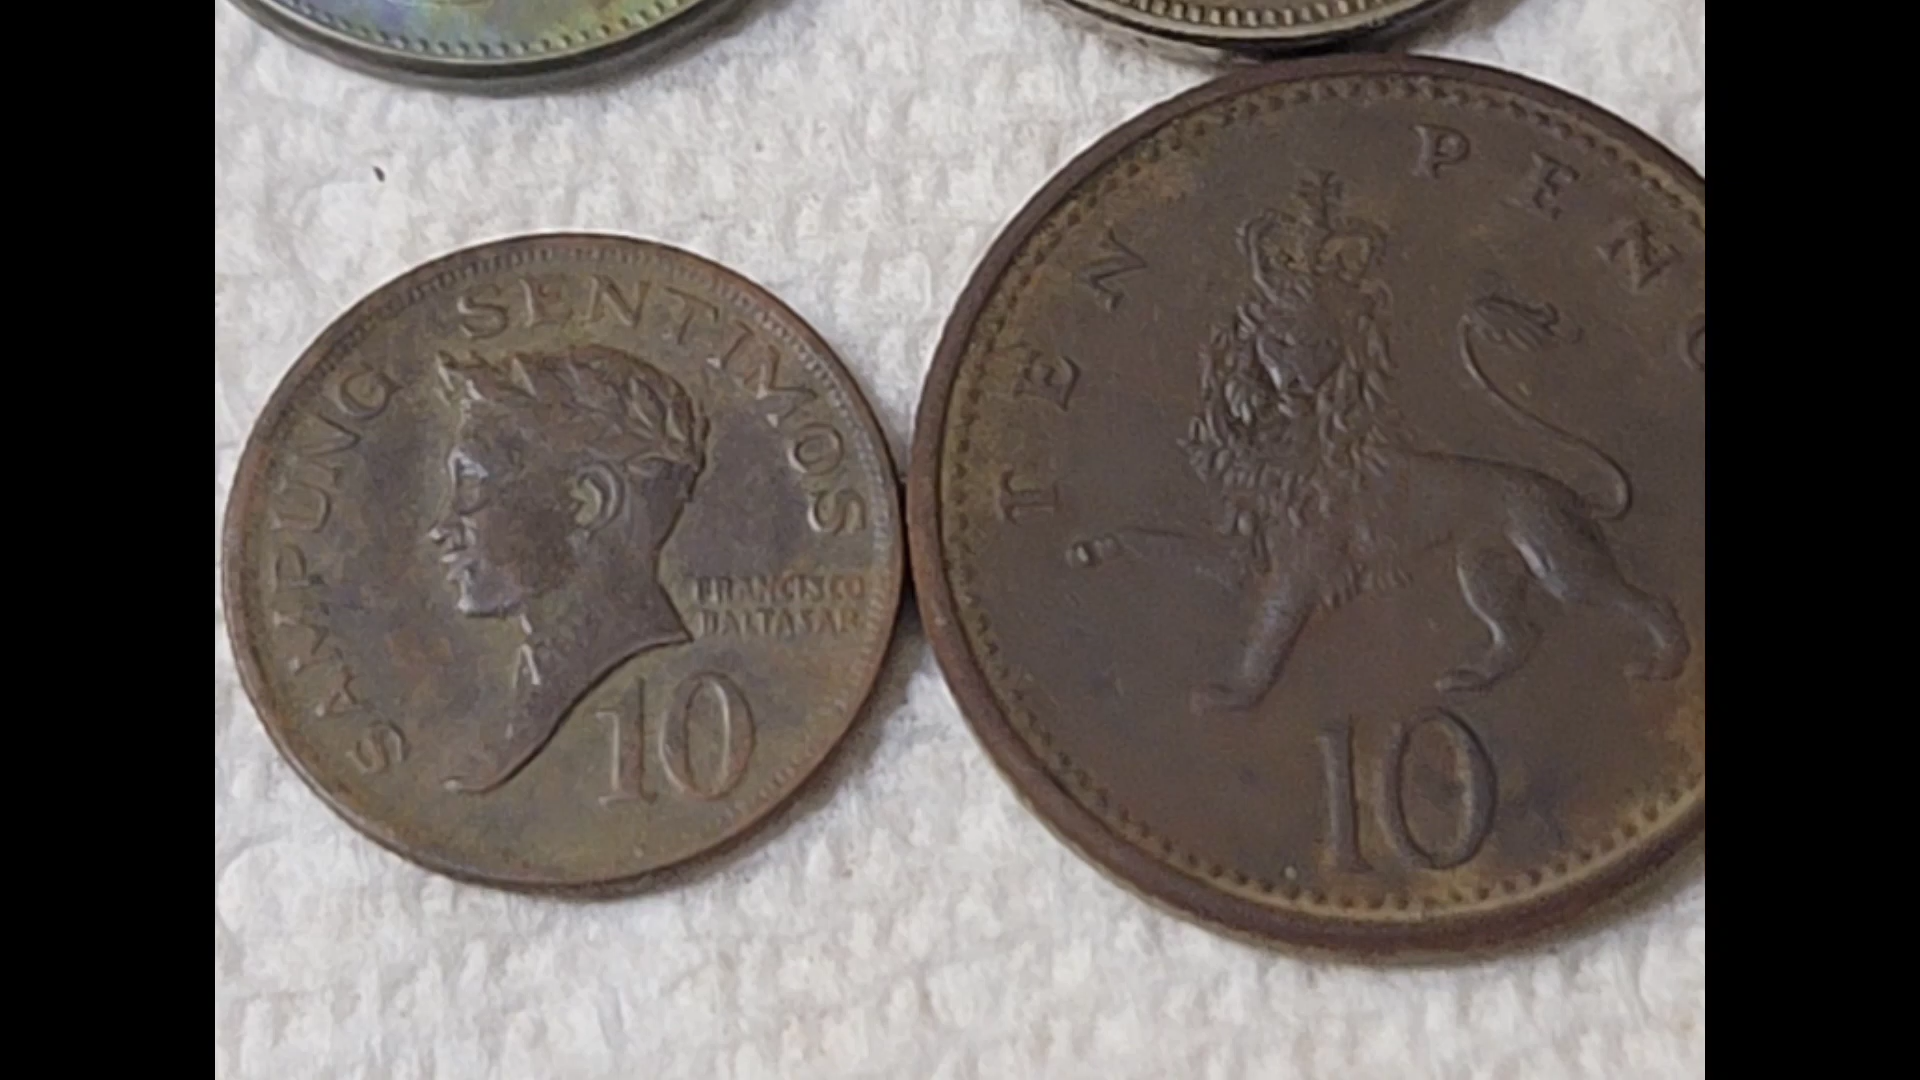 SAMPUNG SENTIMOS
FRANCISCO
BALTASAR
10
TEN PENC
10